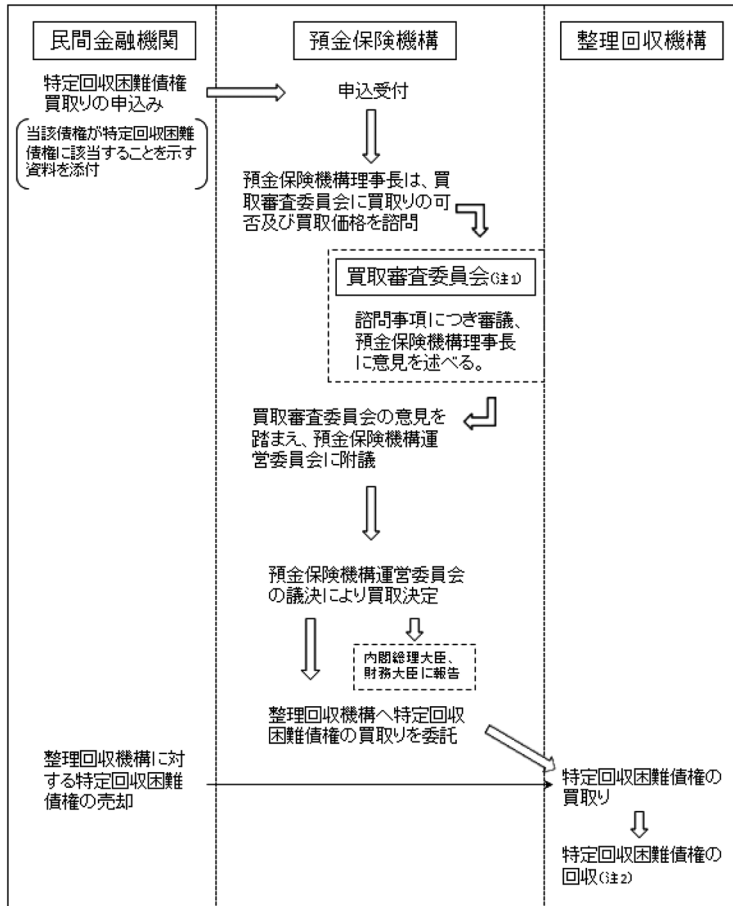 民間金融機関
預金保険機構
整理回収機構
特定回収困難債権
買取りの申込み
当該債権が特定回収困難
債権に該当することを示す
資料を添付
申込受付
預金保険機構理事長は、買
取審査委員会に買取りの可
否及び買取価格を諮問
買取審査委員会(注1)
諮問事項につき審議、
預金保険機構理事長
に意見を述べる。
買取審査委員会の意見を
踏まえ、預金保険機構運
営委員会に附議
預金保険機構運営委員会
の議決により買取決定
内閣総理大臣、
財務大臣に報告
整理回収機構へ特定回収
困難債権の買取りを委託
整理回収機構に対
する特定回収困難
債権の売却
特定回収困難債権の
買取り
特定回収困難債権の
回収(注2)